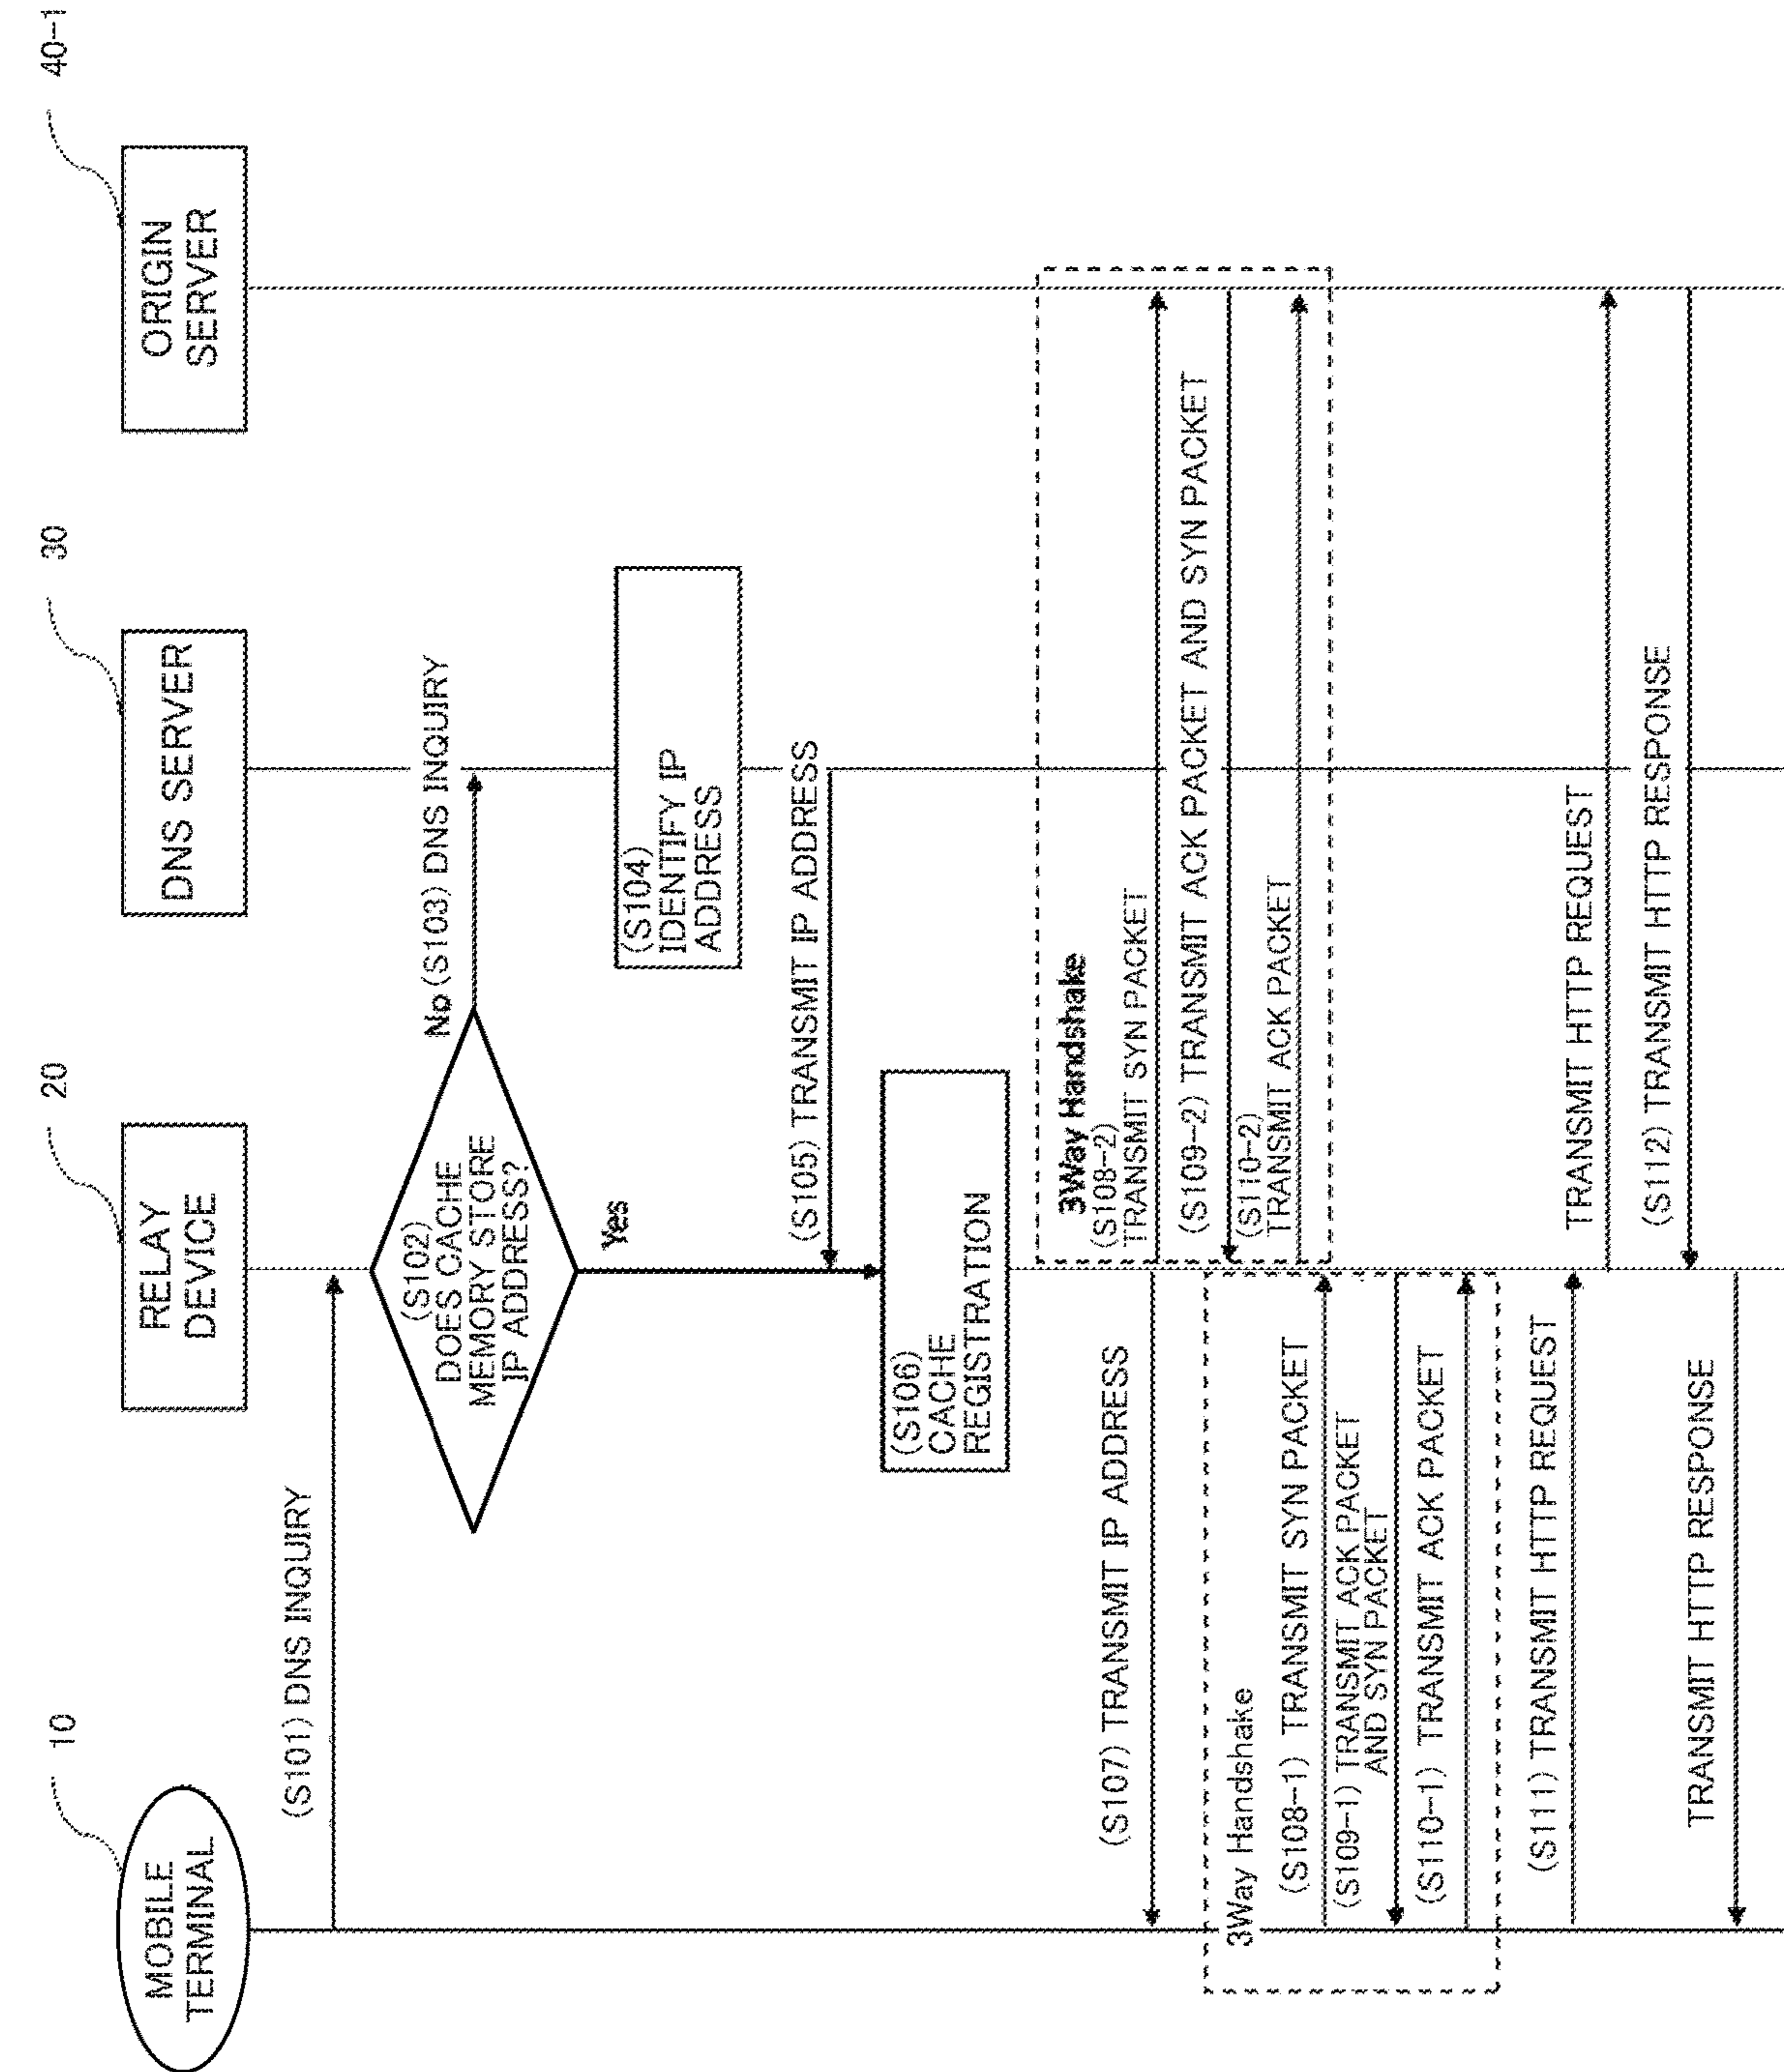 10
20
30
40-1
MOBILE
TERMINAL
RELAY
DEVICE
DNS SERVER
ORIGIN
SERVER
(S101) DNS INQUIRY
(S102)
DOES CACHE
MEMORY STORE
IP ADDRESS?
No (S103) DNS INQUIRY
Yes
(S104)
IDENTIFY IP
ADDRESS
(S105) TRANSMIT IP ADDRESS
(S106)
CACHE
REGISTRATION
3Way Handshake
(S108-2)
TRANSMIT SYN PACKET
(S107) TRANSMIT IP ADDRESS
(S109-2) TRANSMIT ACK PACKET AND SYN PACKET
(S110-2)
TRANSMIT ACK PACKET
3Way Handshake
(S108-1) TRANSMIT SYN PACKET
(S109-1) TRANSMIT ACK PACKET
AND SYN PACKET
(S110-1) TRANSMIT ACK PACKET
(S111) TRANSMIT HTTP REQUEST
TRANSMIT HTTP REQUEST
(S112) TRANSMIT HTTP RESPONSE
TRANSMIT HTTP RESPONSE